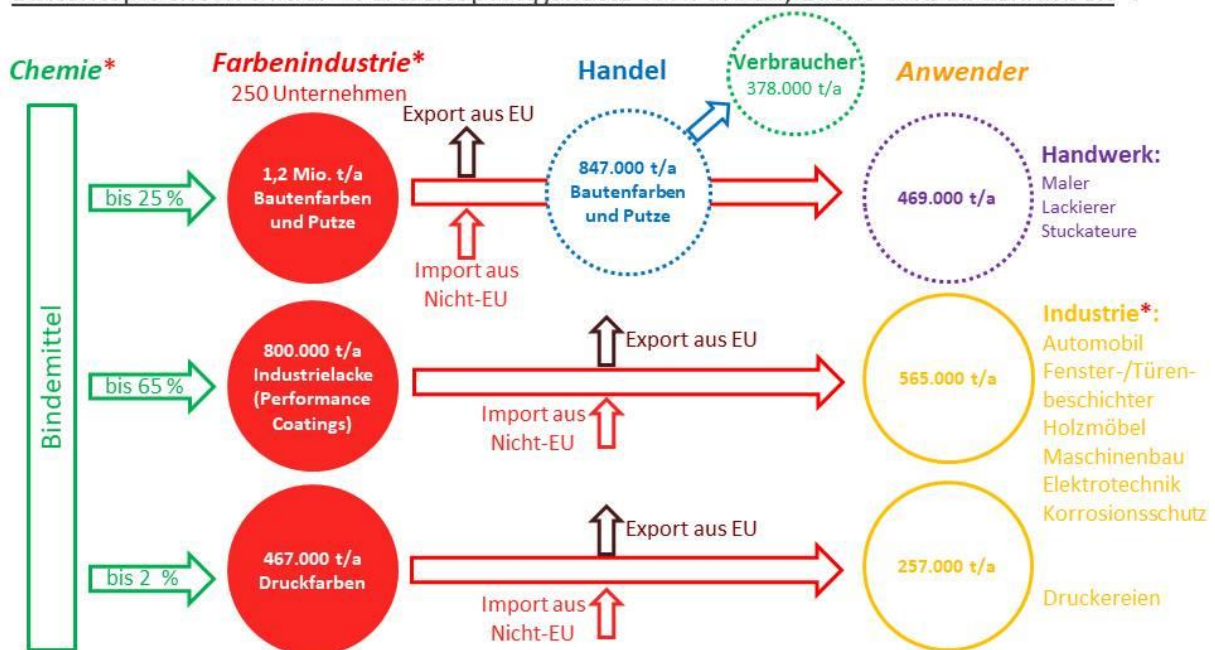 Chemie*
Farbenindustrie*
250 Unternehmen
Handel
Verbraucher
378.000 t/a
Anwender
Export aus EU
bis 25 %
1,2 Mio. t/a
Bautenfarben
und Putze
847.000 t/a
Bautenfarben
und Putze
469.000 t/a
Handwerk:
Maler
Lackierer
Stuckateure
Import aus
Nicht-EU
Bindemittel
bis 65 %
800.000 t/a
Industrielacke
(Performance
Coatings)
Export aus EU
Import aus
Nicht-EU
565.000 t/a
Industrie*:
Automobil
Fenster-/Türen-
beschichter
Holzmöbel
Maschinenbau
Elektrotechnik
Korrosionsschutz
bis 2 %
467.000 t/a
Druckfarben
Export aus EU
Import aus
Nicht-EU
257.000 t/a
Druckereien